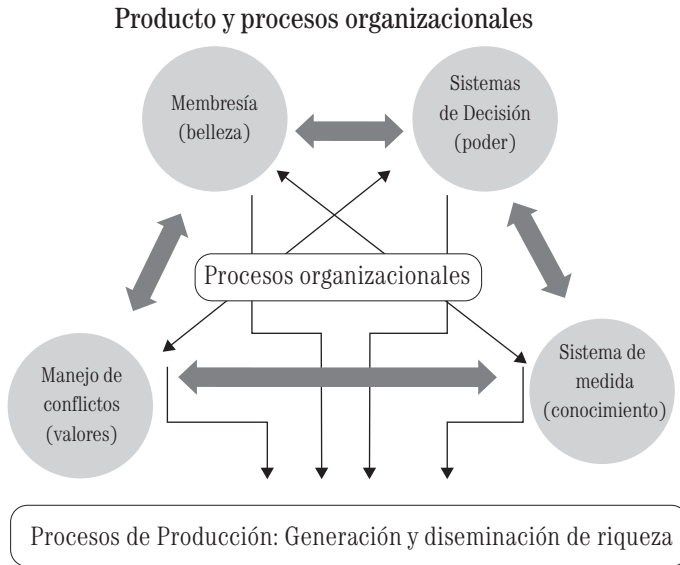 Producto y procesos organizacionales
Membresía
(belleza)
Sistemas
de Decisión
(poder)
Procesos organizacionales
Manejo de
conflictos
(valores)
Sistema de
medida
(conocimiento)
Procesos de Producción: Generación y diseminación de riqueza